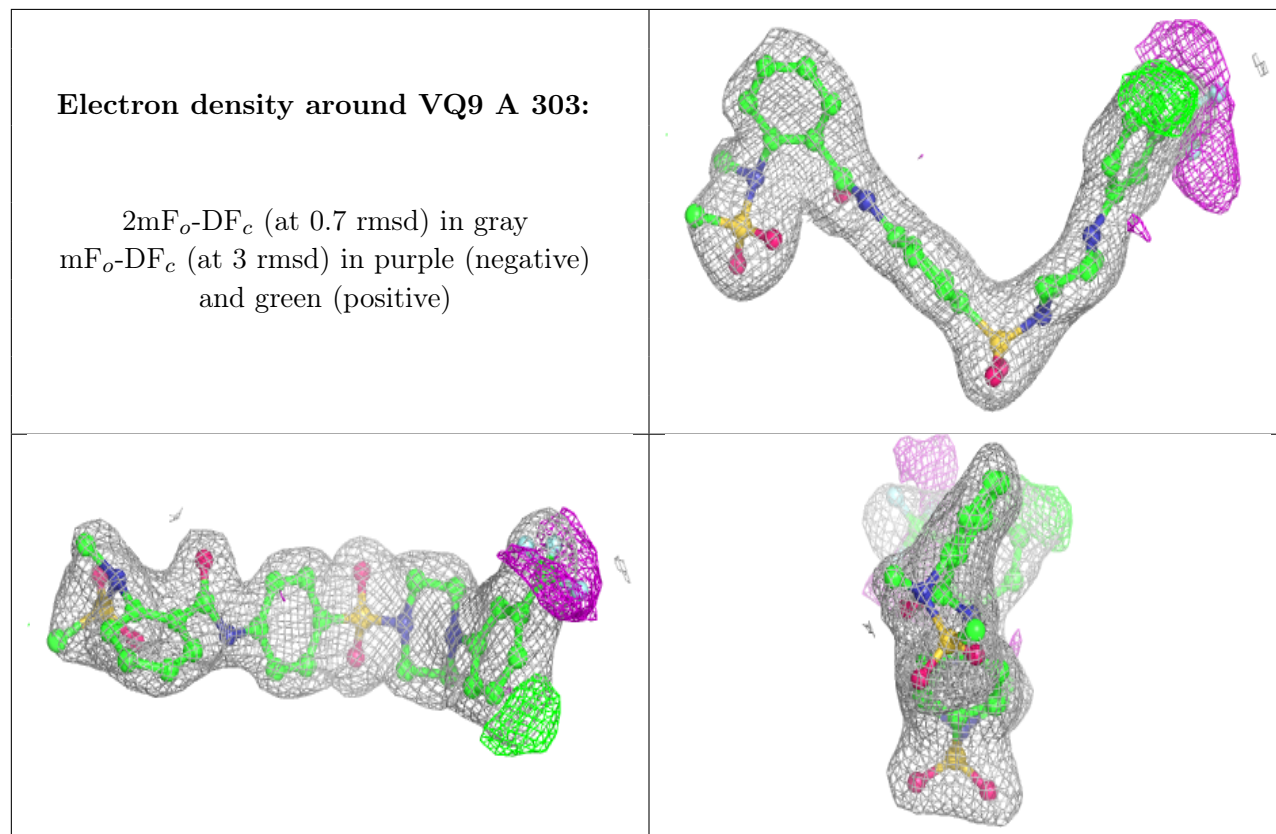 Electron density around VQ9 A 303:
2mFo-DFc (at 0.7 rmsd) in gray
mFo-DFc (at 3 rmsd) in purple (negative)
and green (positive)